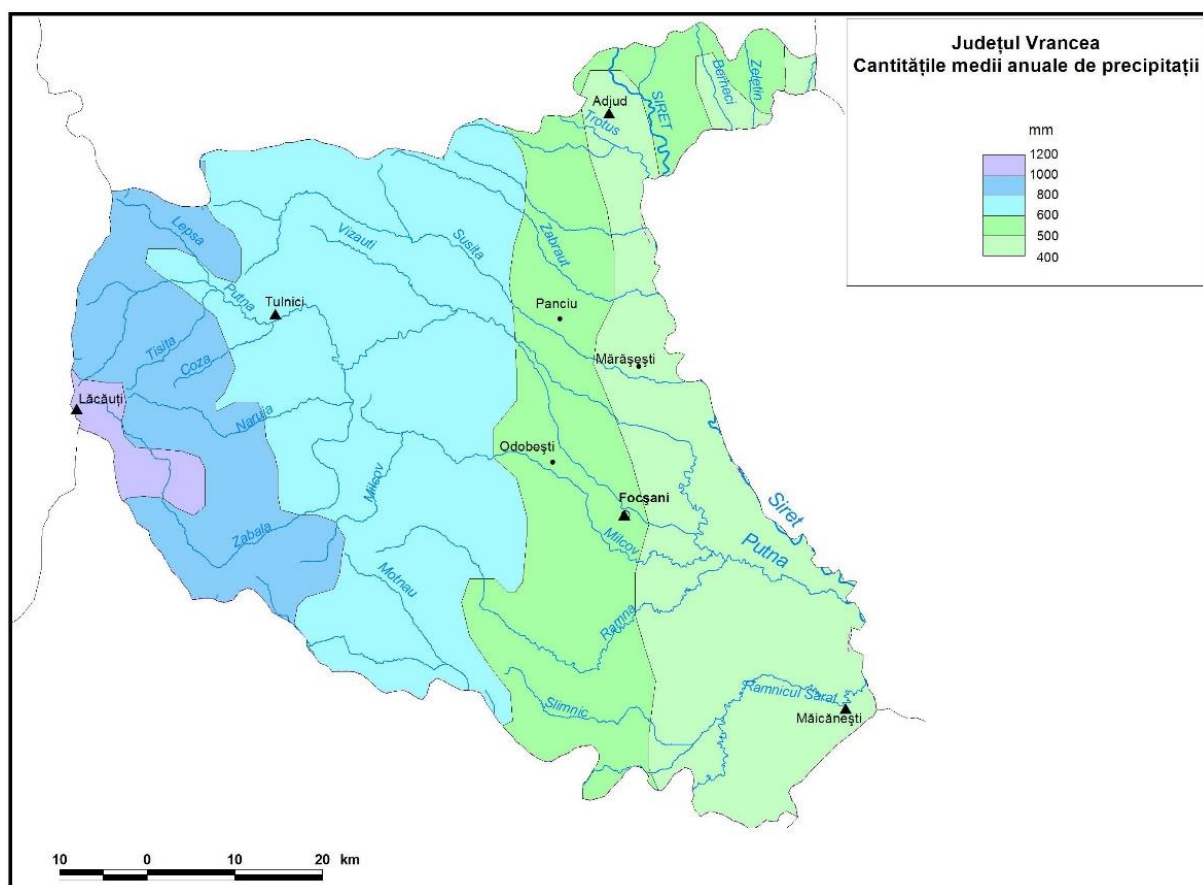 Județul Vrancea
Cantitățile medii anuale de precipitații
mm
1200
1000
800
600
500
400
Adjud
Trotus
SIRET
Berheci
Zeletin
Lepsa
Vizauti
Susita
Zabraut
Putna
Tulnici
Panciu
Tisita
Coza
Mărășești
Lăcăuți
Naruja
Odobești
Milcov
Focșani
Siret
Zabala
Milcov
Putna
Motnau
Ramna
Slimnic
Ramnicul Sarat
Măicănești
10 0 10 20 km